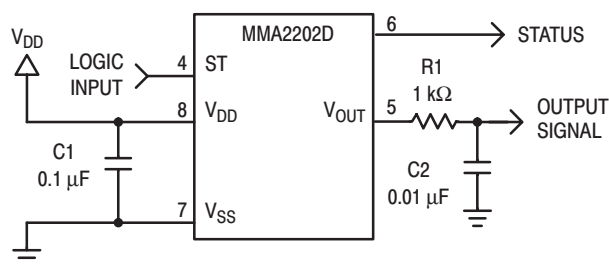 MMA2202D
6
STATUS
V_DD
LOGIC
INPUT
4
ST
R1
1 kΩ
8
V_DD
V_OUT
5
OUTPUT
SIGNAL
C1
0.1 μF
C2
0.01 μF
7
V_SS